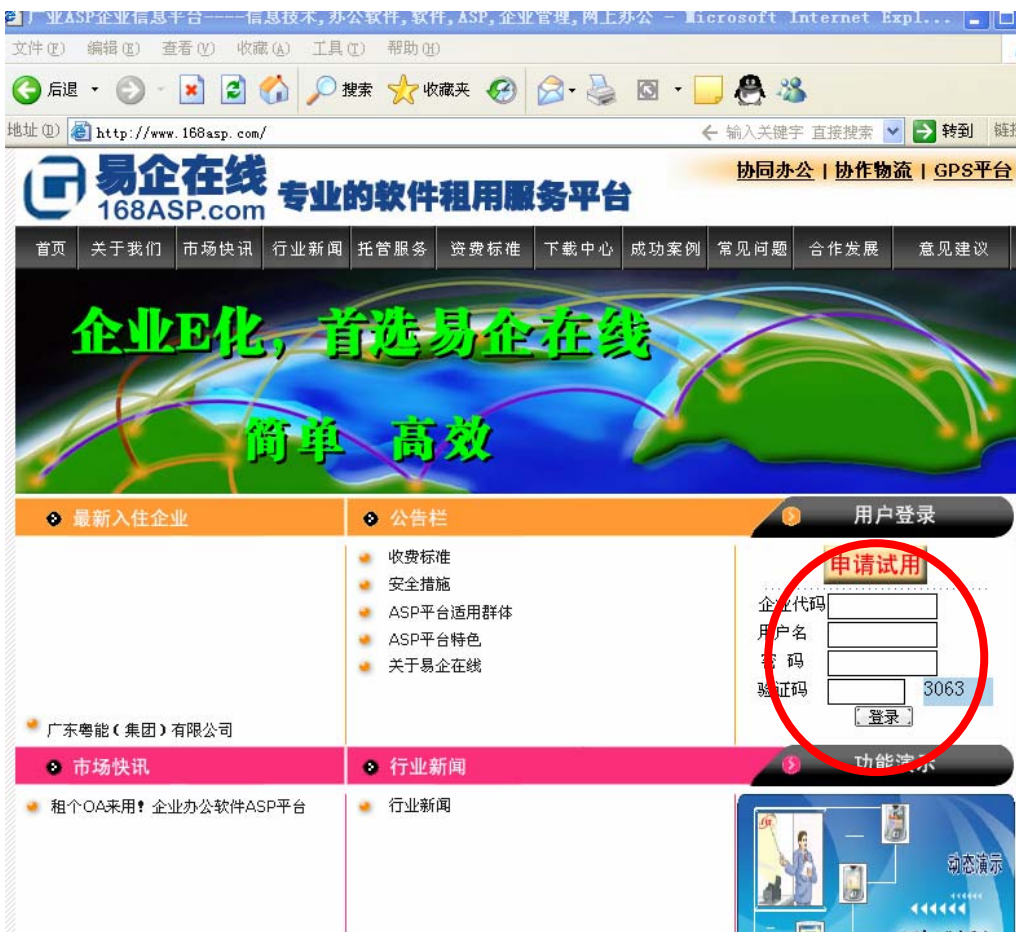 业ASP企业信息平台----信息技术,办公软件,软件,ASP,企业管理,网上办公 - Microsoft Internet Expl...
文件(F) 编辑(E) 查看(V) 收藏(A) 工具(T) 帮助(H)
后退 搜索 收藏夹
地址(D) http://www.168asp.com/ 输入关键字 直接搜索 转到 链接
易企在线 专业的软件租用服务平台
168ASP.com
协同办公 | 协作物流 | GPS平台
首页 关于我们 市场快讯 行业新闻 托管服务 资费标准 下载中心 成功案例 常见问题 合作发展 意见建议
企业E化，首选易企在线
简单 高效
最新入住企业 公告栏 用户登录
收费标准
安全措施
ASP平台适用群体
ASP平台特色
关于易企在线
广东粤能(集团)有限公司
申请试用
企业代码
用户名
密 码
验证码 3063
登录
市场快讯 行业新闻 功能演示
租个OA来用! 企业办公软件ASP平台
行业新闻
动态演示